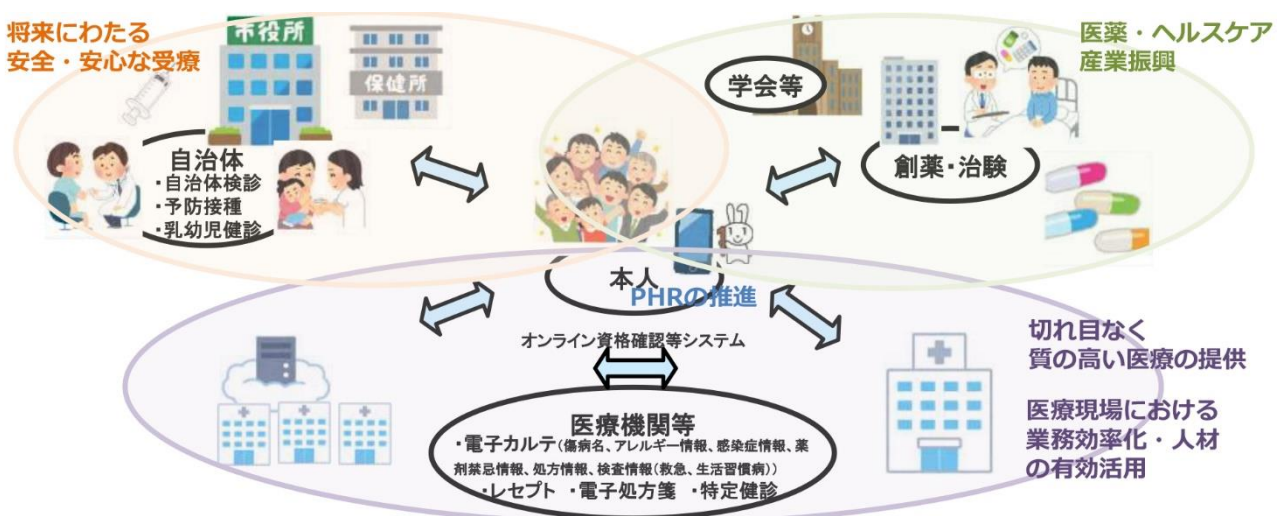 将来にわたる
安全・安心な受療
市役所
保健所
医薬・ヘルスケア
産業振興
学会等
創薬・治験
自治体
・自治体検診
・予防接種
・乳幼児健診
本人
PHRの推進
オンライン資格確認等システム
切れ目なく
質の高い医療の提供
医療現場における
業務効率化・人材
の有効活用
医療機関等
・電子カルテ(傷病名、アレルギー情報、感染症情報、薬
剤禁忌情報、処方情報、検査情報(救急、生活習慣病))
・レセプト ・電子処方箋 ・特定健診